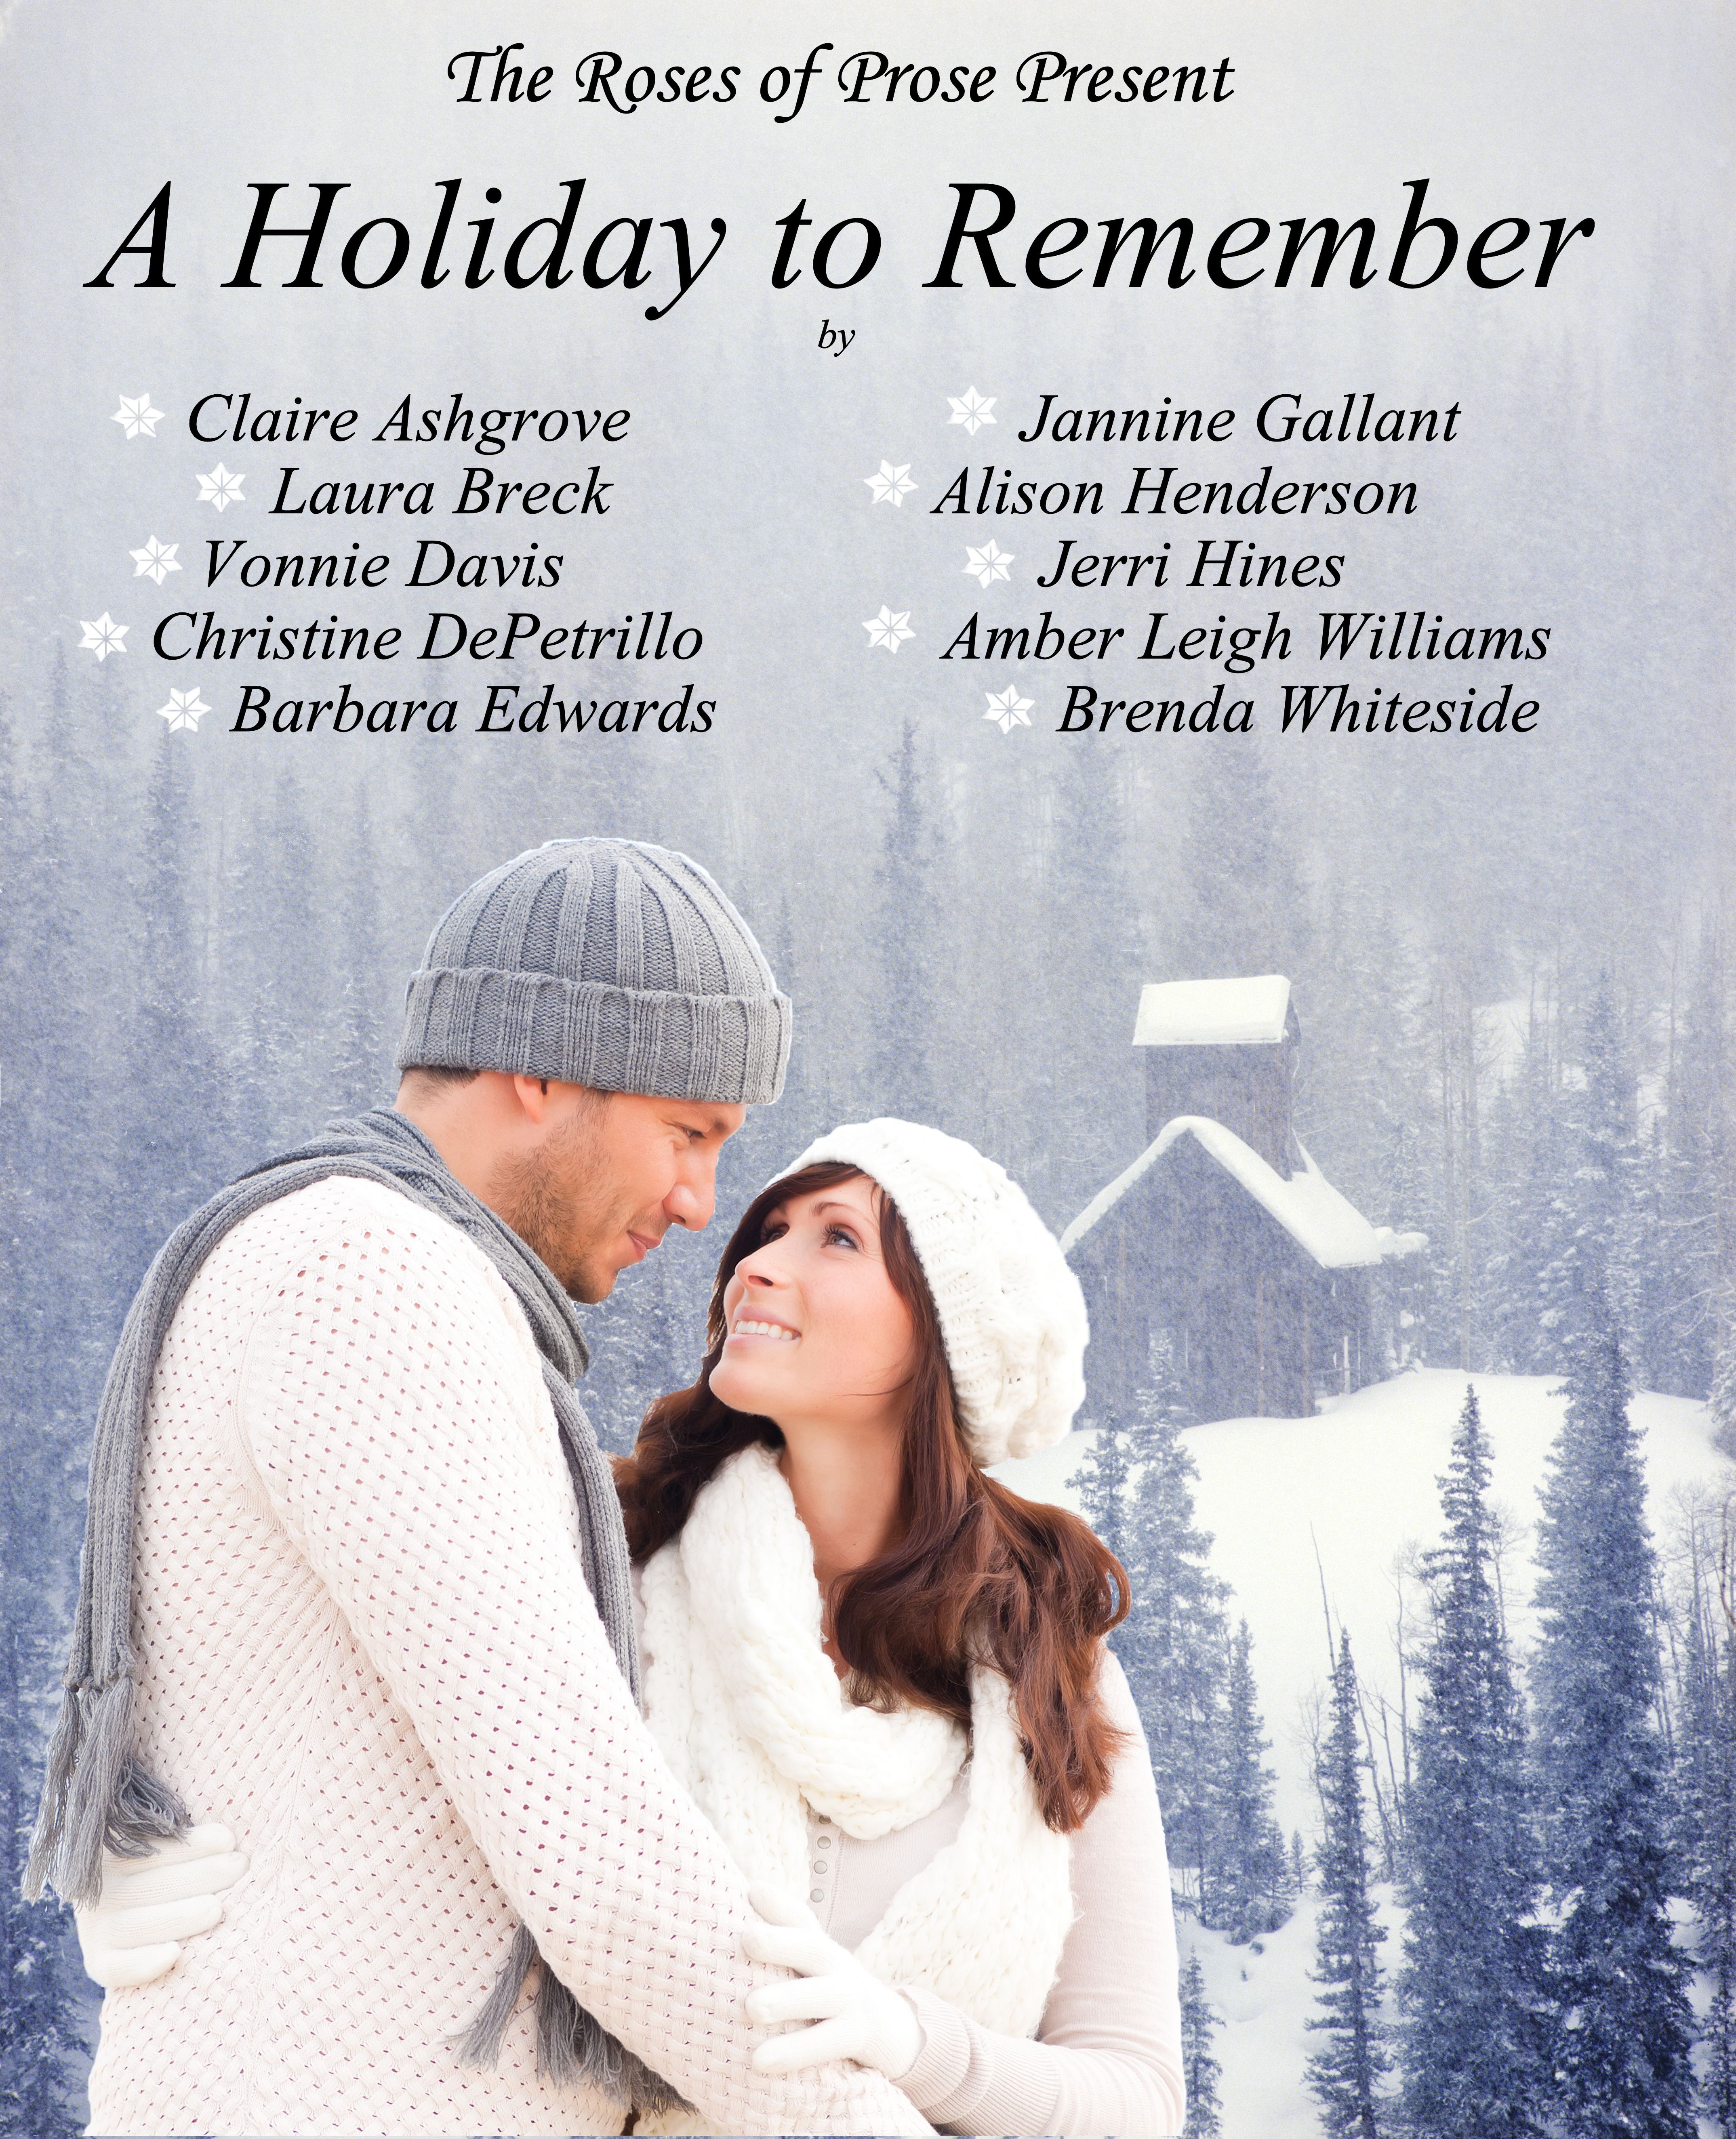 The Roses of Prose Present
A Holiday to Remember
by
Claire Ashgrove
Laura Breck
Vonnie Davis
Christine DePetrillo
Barbara Edwards
Jannine Gallant
Alison Henderson
Jerri Hines
Amber Leigh Williams
Brenda Whiteside